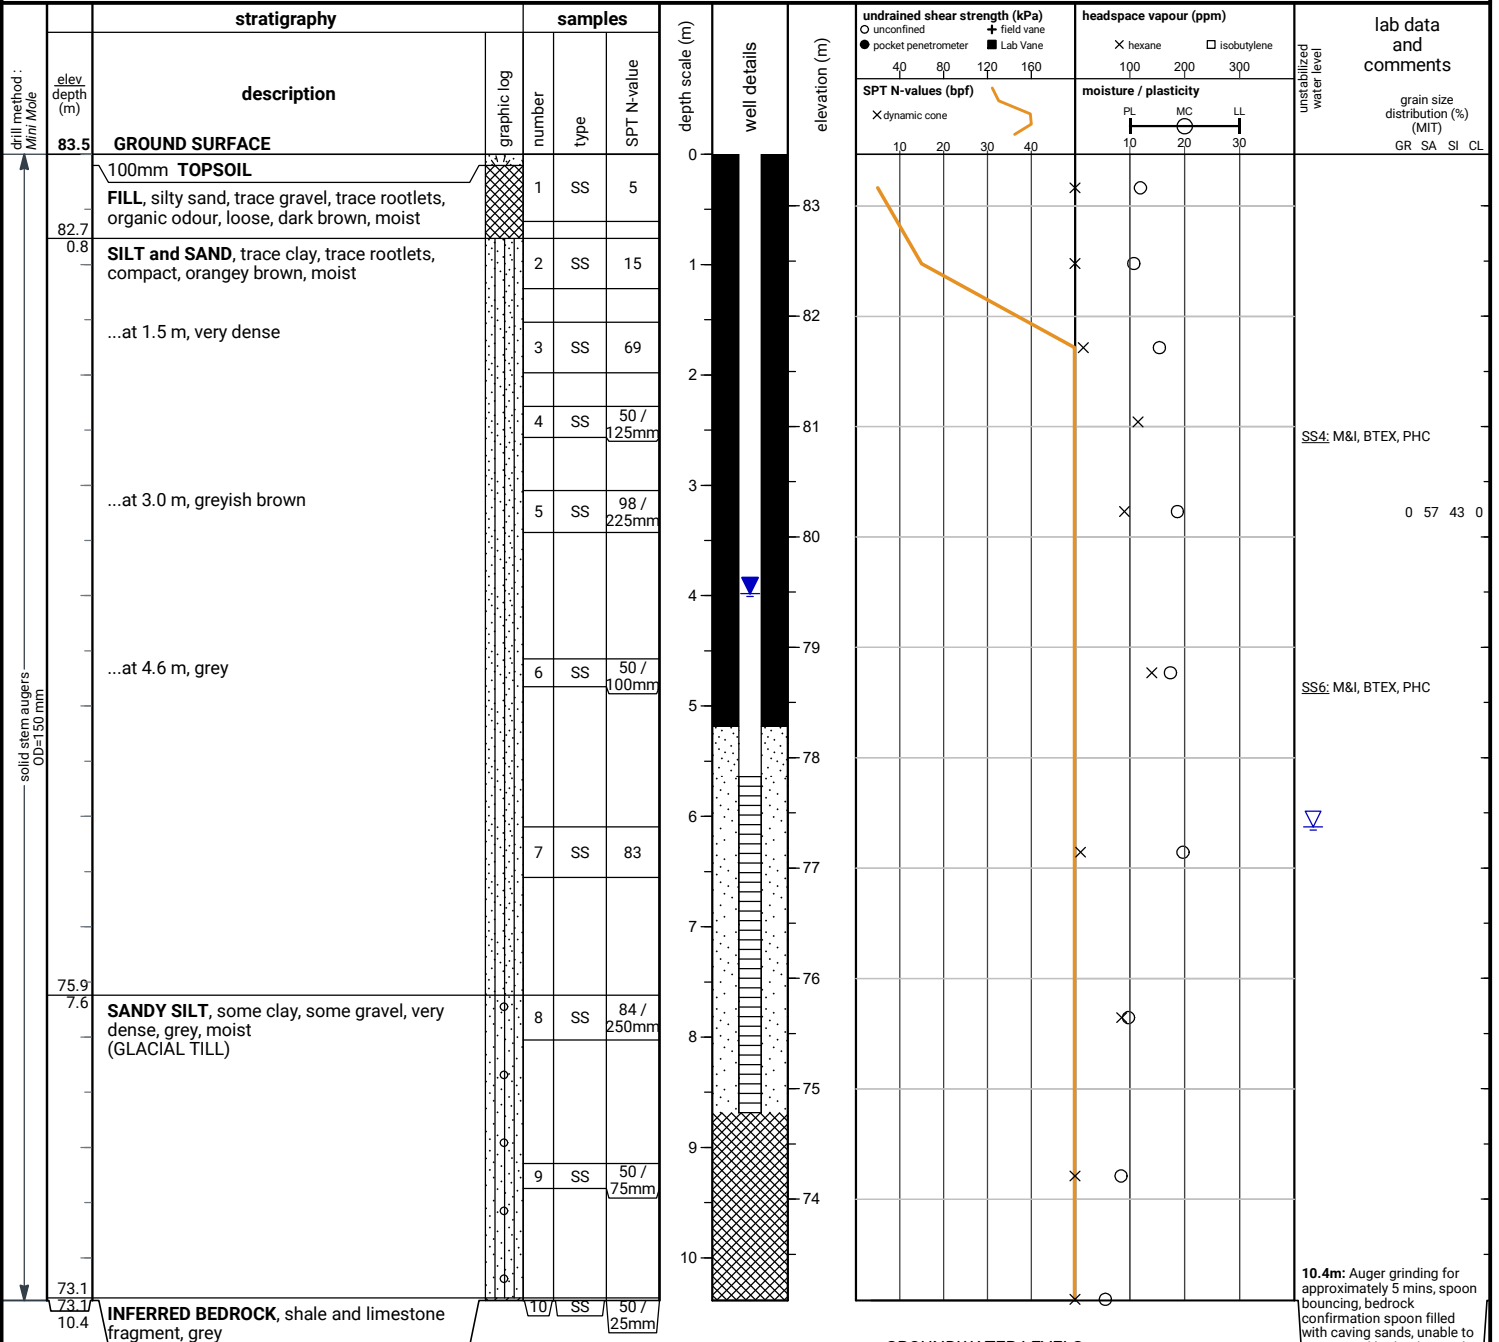 stratigraphy
samples
drill method :
Mini Mole
elev
depth
(m)
description
graphic log
number
type
SPT N-value
depth scale (m)
well details
elevation (m)
undrained shear strength (kPa)
unconfined
field vane
pocket penetrometer
Lab Vane
40 80 120 160
SPT N-values (bpf)
dynamic cone
10 20 30 40
headspace vapour (ppm)
hexane
isobutylene
100 200 300
moisture / plasticity
PL MC LL
10 20 30
unstabilized
water level
lab data
and
comments
grain size
distribution (%)
(MIT)
GR SA SI CL
83.5 GROUND SURFACE
100mm TOPSOIL
FILL, silty sand, trace gravel, trace rootlets,
organic odour, loose, dark brown, moist
82.7
0.8
SILT and SAND, trace clay, trace rootlets,
compact, orangey brown, moist
...at 1.5 m, very dense
...at 3.0 m, greyish brown
...at 4.6 m, grey
75.9
7.6
SANDY SILT, some clay, some gravel, very
dense, grey, moist
(GLACIAL TILL)
73.1
73.1
10.4
INFERRED BEDROCK, shale and limestone
fragment, grey
solid stem augers
OD=150 mm
1 SS 5
2 SS 15
3 SS 69
4 SS 50 /
125mm
5 SS 98 /
225mm
6 SS 50 /
100mm
7 SS 83
8 SS 84 /
250mm
9 SS 50 /
75mm
10 SS 50 /
25mm
0
1
2
3
4
5
6
7
8
9
10
83
82
81
80
79
78
77
76
75
74
SS4: M&I, BTEX, PHC
0 57 43 0
SS6: M&I, BTEX, PHC
10.4m: Auger grinding for
approximately 5 mins, spoon
bouncing, bedrock
confirmation spoon filled
with caving sands, unable to
GROUNDWATER LEVELS